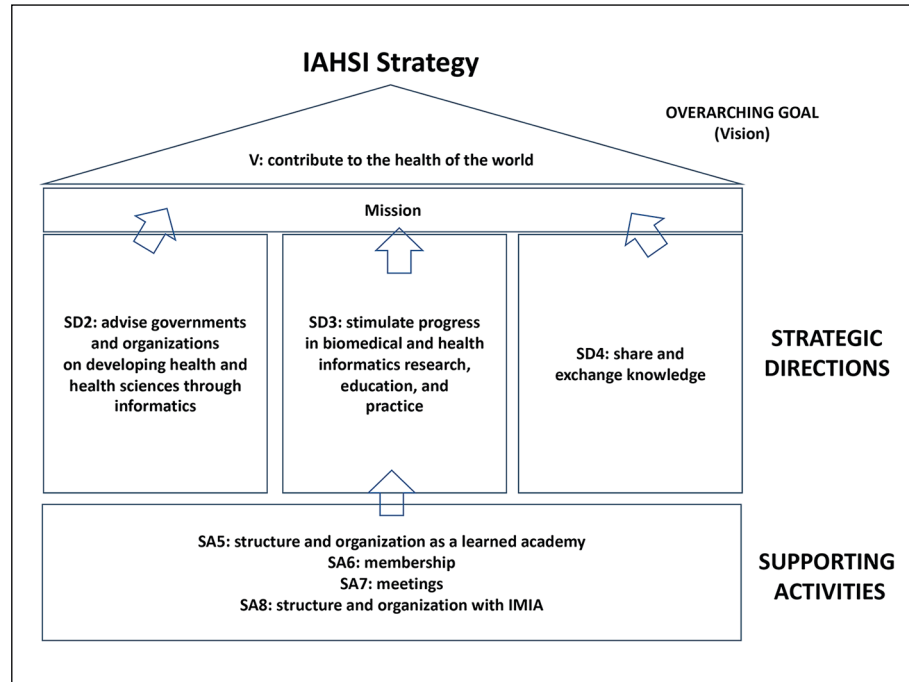 IAHSI Strategy
OVERARCHING GOAL
(Vision)
V: contribute to the health of the world
Mission
SD2: advise governments
and organizations
on developing health and
health sciences through
informatics
SD3: stimulate progress
in biomedical and health
informatics research,
education, and
practice
SD4: share and
exchange knowledge
STRATEGIC
DIRECTIONS
SA5: structure and organization as a learned academy
SA6: membership
SA7: meetings
SA8: structure and organization with IMIA
SUPPORTING
ACTIVITIES